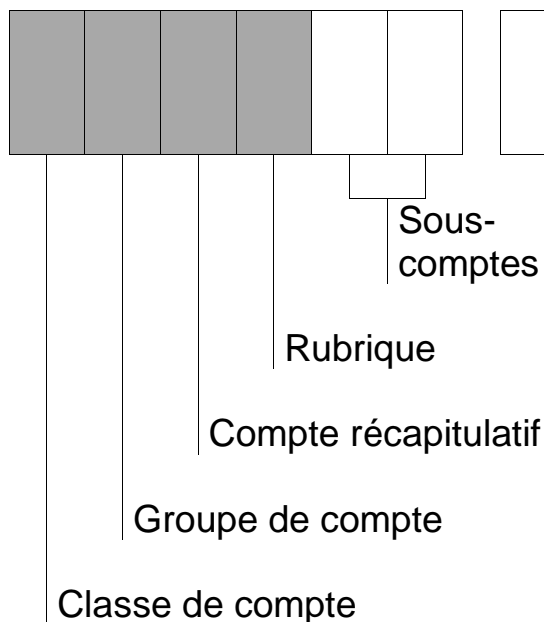 Sous-
comptes
Rubrique
Compte récapitulatif
Groupe de compte
Classe de compte